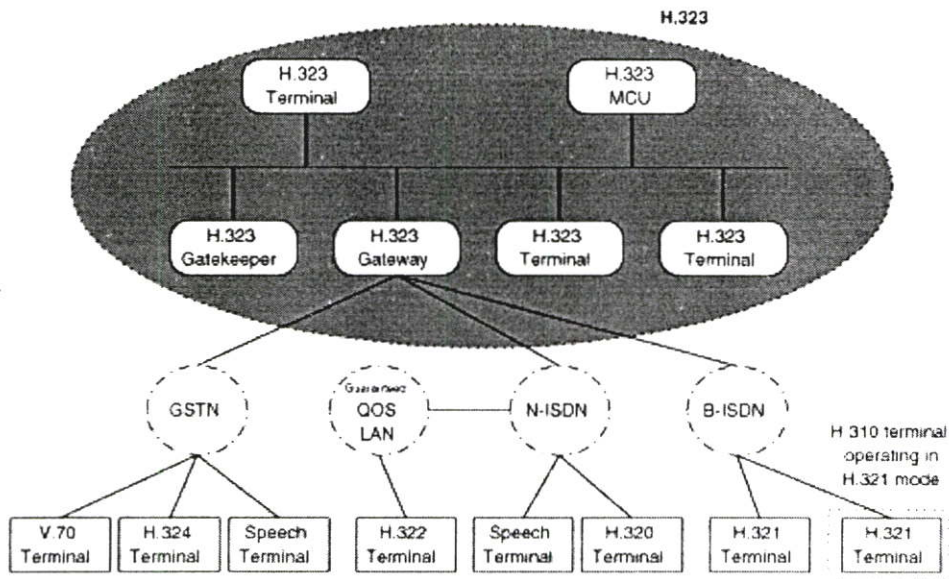 H.323
H.323
Terminal
H.323
MCU
H.323
Gatekeeper
H.323
Gateway
H.323
Terminal
H.323
Terminal
GSTN
Guaranteed
QOS
LAN
N-ISDN
B-ISDN
H.310 terminal
operating in
H.321 mode
V.70
Terminal
H.324
Terminal
Speech
Terminal
H.322
Terminal
Speech
Terminal
H.320
Terminal
H.321
Terminal
H.321
Terminal